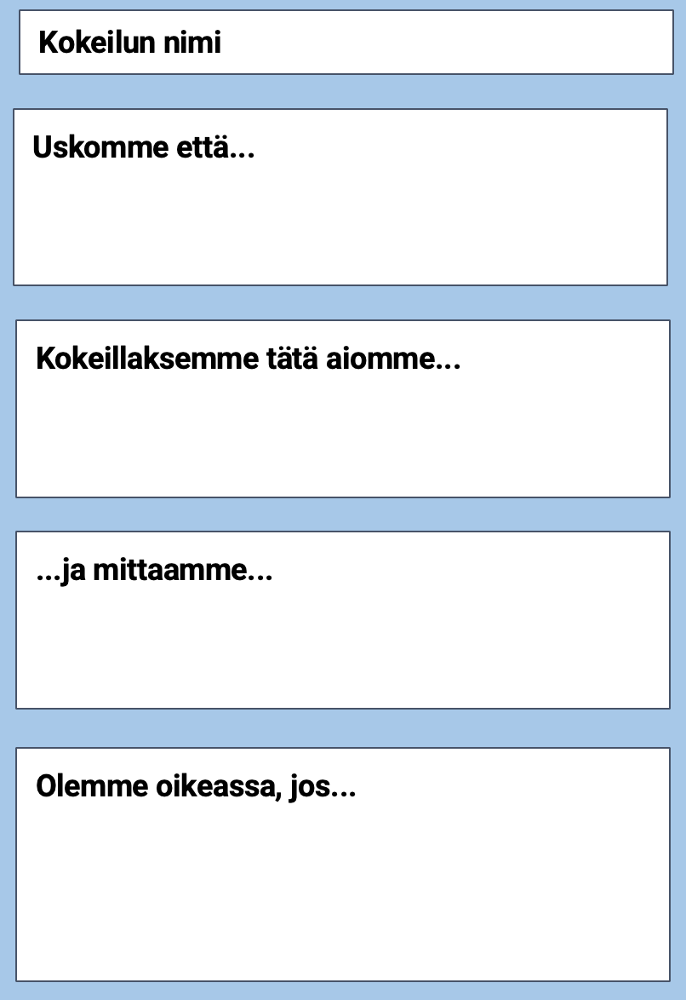 Kokeilun nimi
Uskomme että...
Kokeillaksemme tätä aiomme...
...ja mittaamme...
Olemme oikeassa, jos...